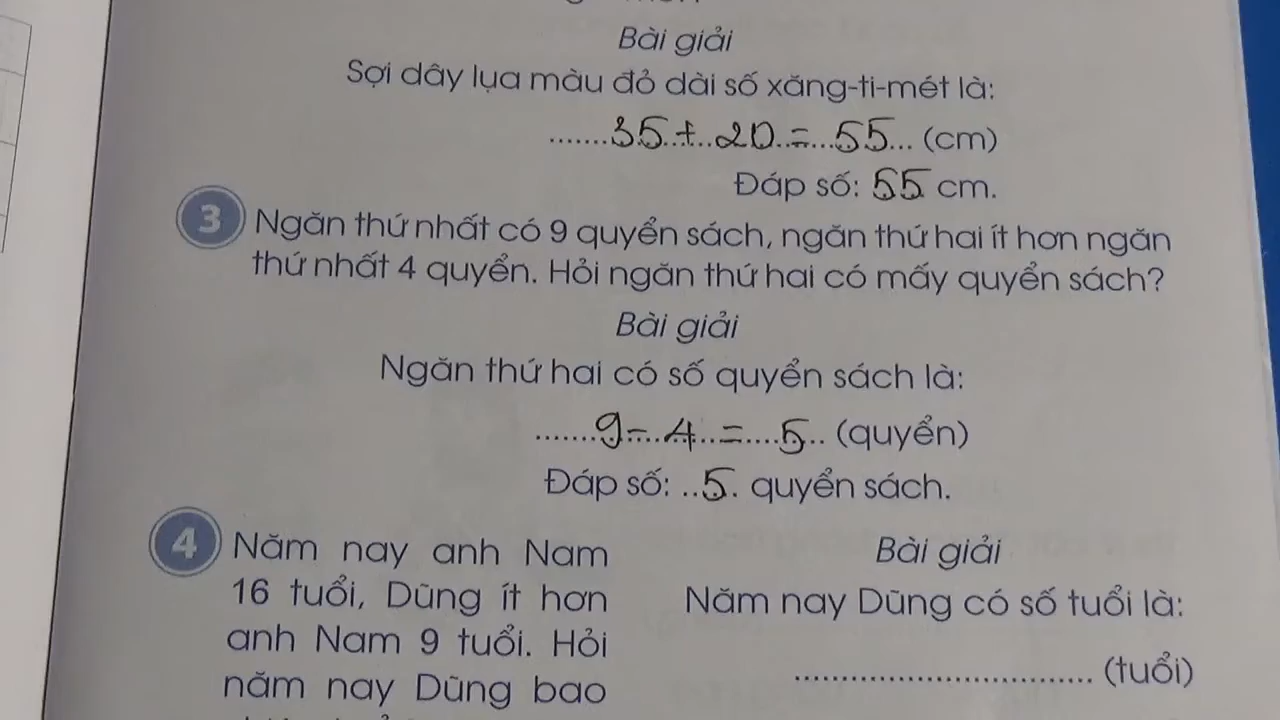 Bài giải
Sợi dây lụa màu đỏ dài số xăng-ti-mét là:
.......35+..20.=...55... (cm)
Đáp số: 55 cm.
3 Ngăn thứ nhất có 9 quyển sách, ngăn thứ hai ít hơn ngăn
thứ nhất 4 quyển. Hỏi ngăn thứ hai có mấy quyển sách?
Bài giải
Ngăn thứ hai có số quyển sách là:
.......9-..4..=.....5.. (quyển)
Đáp số: ..5. quyển sách.
4 Năm nay anh Nam
16 tuổi, Dũng ít hơn
anh Nam 9 tuổi. Hỏi
năm nay Dũng bao
Bài giải
Năm nay Dũng có số tuổi là:
................................ (tuổi)